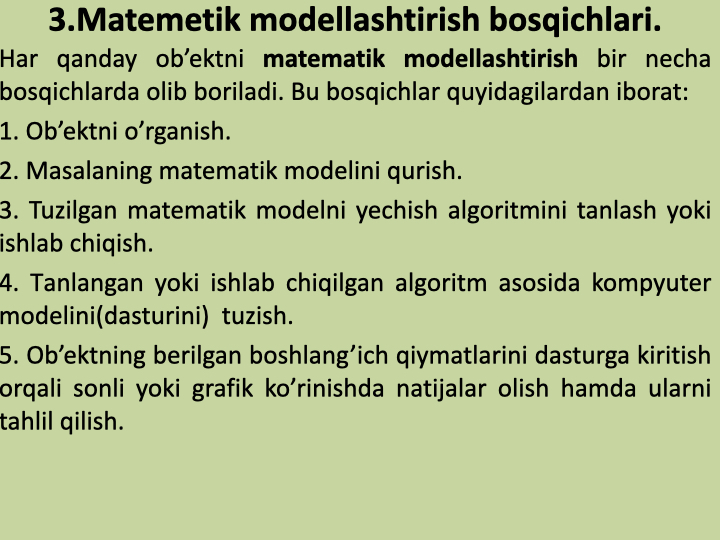 3.Matemetik modellashtirish bosqichlari.
Har qanday ob’ektni matematik modellashtirish bir necha
bosqichlarda olib boriladi. Bu bosqichlar quyidagilardan iborat:
1. Ob’ektni o’rganish.
2. Masalaning matematik modelini qurish.
3. Tuzilgan matematik modelni yechish algoritmini tanlash yoki
ishlab chiqish.
4. Tanlangan yoki ishlab chiqilgan algoritm asosida kompyuter
modelini(dasturini)  tuzish.
5. Ob’ektning berilgan boshlang’ich qiymatlarini dasturga kiritish
orqali sonli yoki grafik ko’rinishda natijalar olish hamda ularni
tahlil qilish.